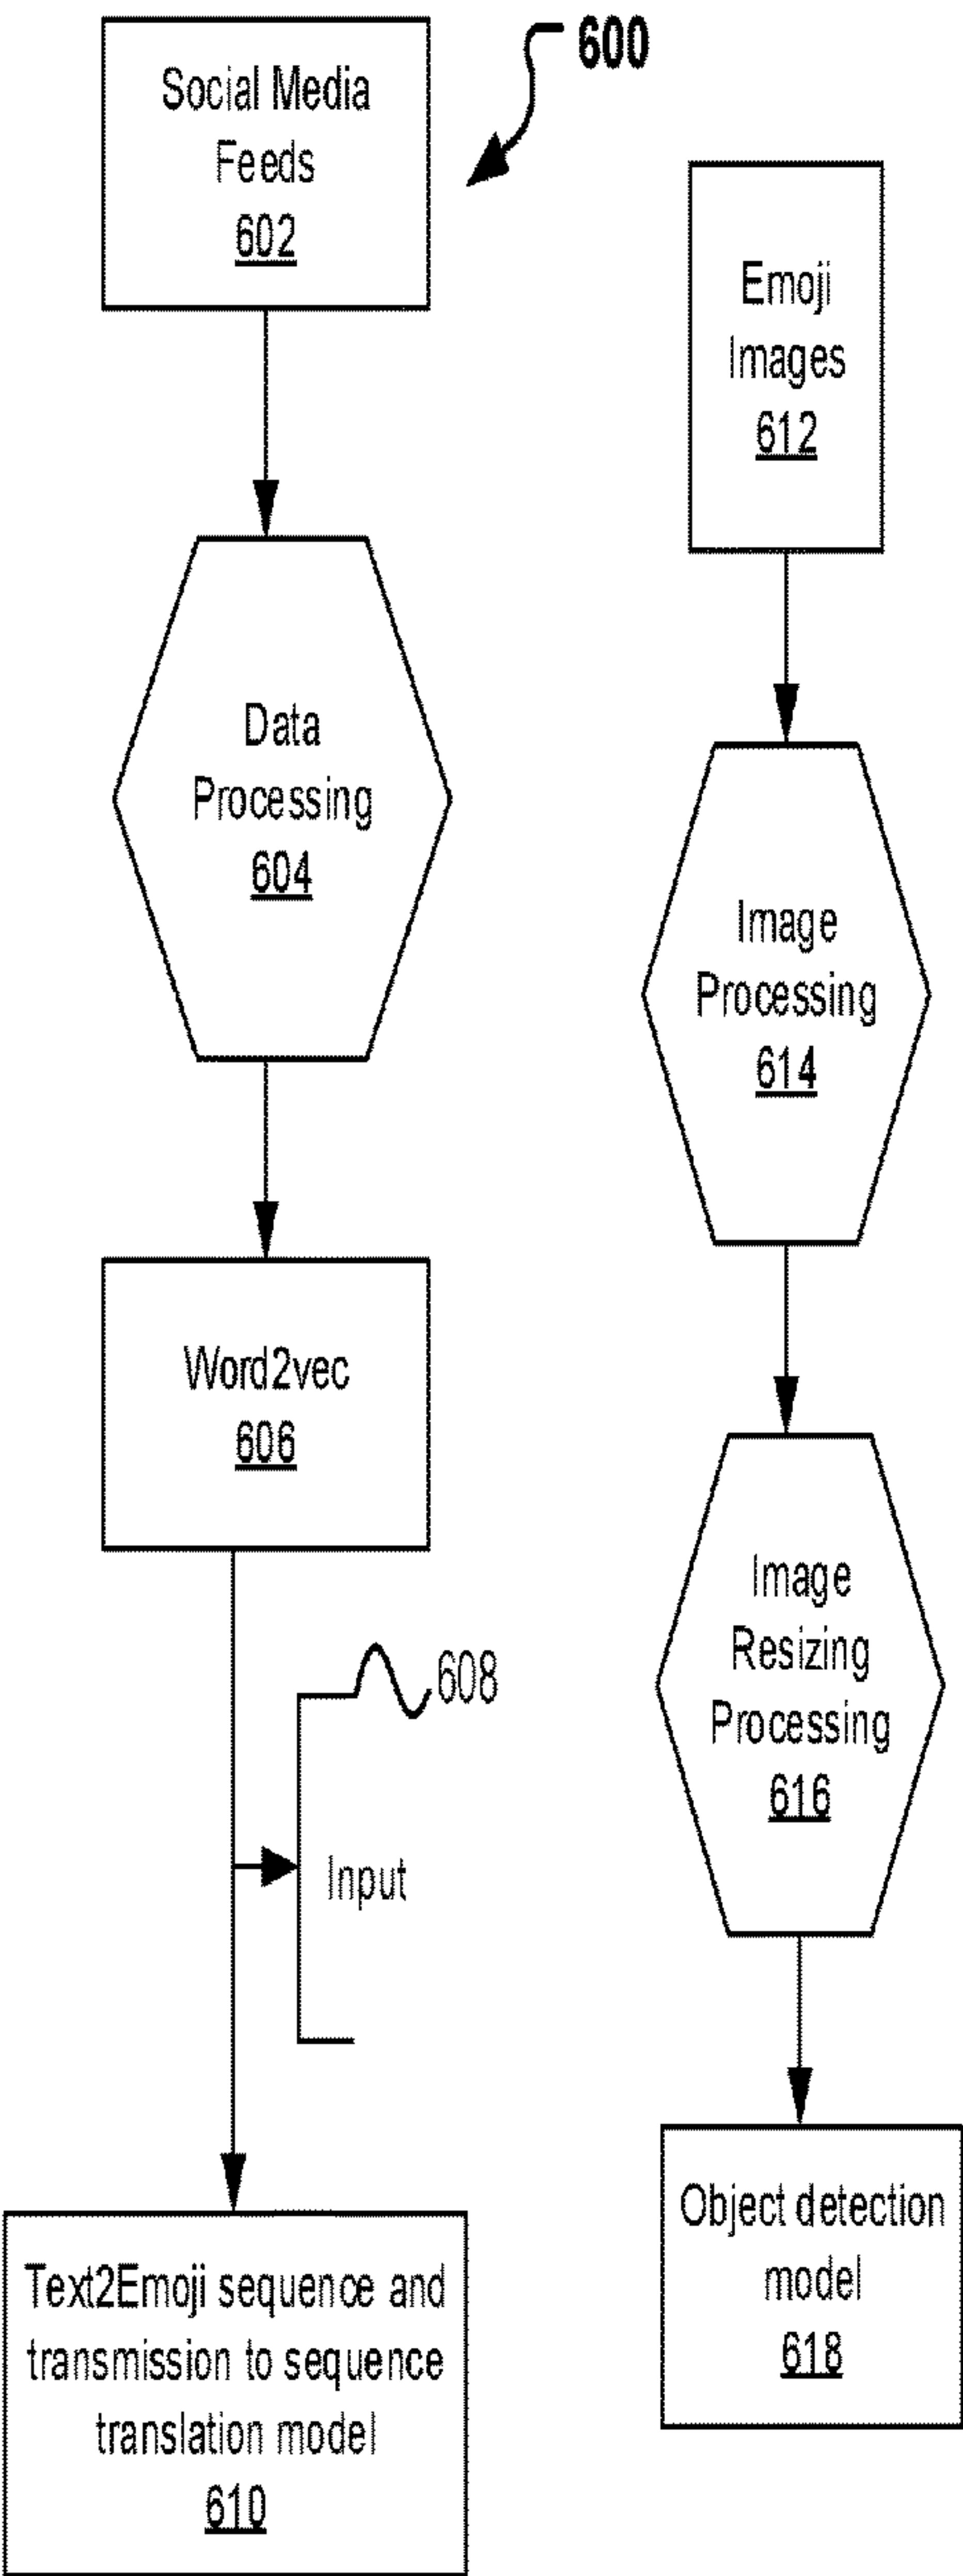 600
Social Media
Feeds
602
Data
Processing
604
Word2vec
606
608
Input
Text2Emoji sequence and
transmission to sequence
translation model
610
Emoji
Images
612
Image
Processing
614
Image
Resizing
Processing
616
Object detection
model
618